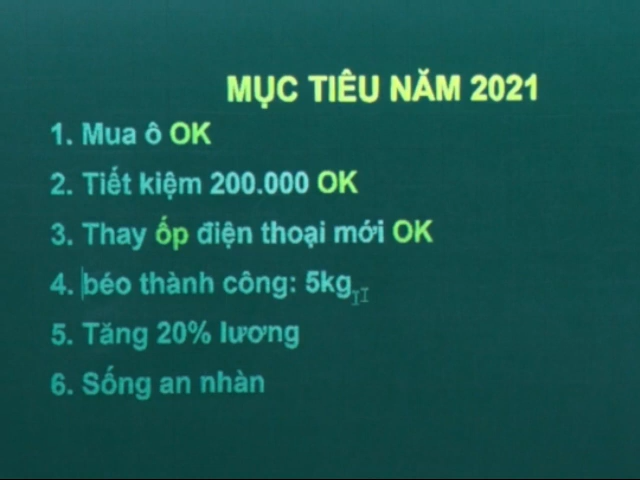 MỤC TIÊU NĂM 2021
1. Mua ô OK
2. Tiết kiệm 200.000 OK
3. Thay ốp điện thoại mới OK
4. béo thành công: 5kg
5. Tăng 20% lương
6. Sống an nhàn